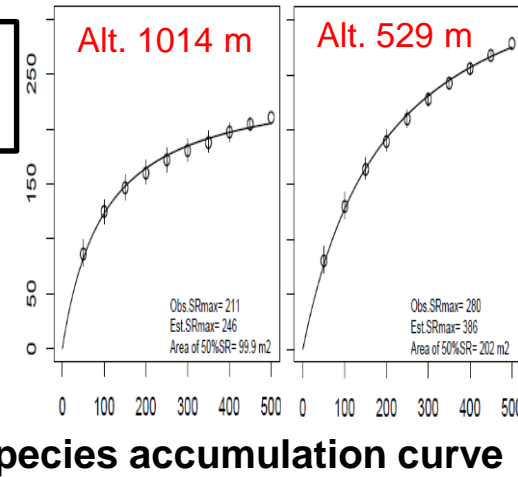 Alt. 1014 m
Alt. 529 m
250
150
50
0
Obs.SRmax= 211
Est.SRmax= 246
Area of 50%SR= 99.9 m2
Obs.SRmax= 280
Est.SRmax= 386
Area of 50%SR= 202 m2
0 100 200 300 400 500
0 100 200 300 400 500
pecies accumulation curve